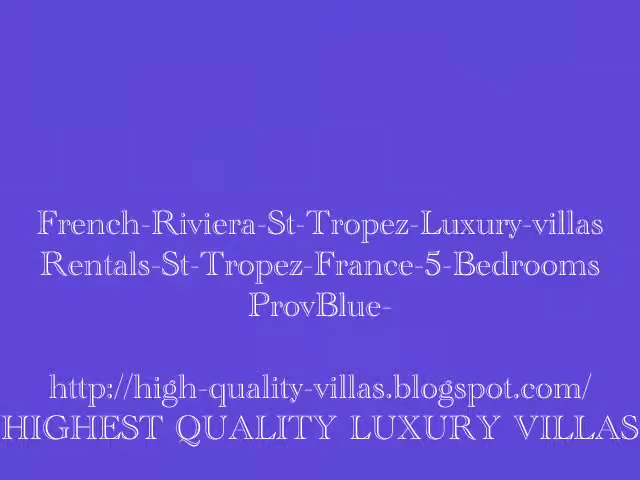 French-Riviera-St-Tropez-Luxury-villas
Rentals-St-Tropez-France-5-Bedrooms
ProvBlue-
http://high-quality-villas.blogspot.com/
HIGHEST QUALITY LUXURY VILLAS